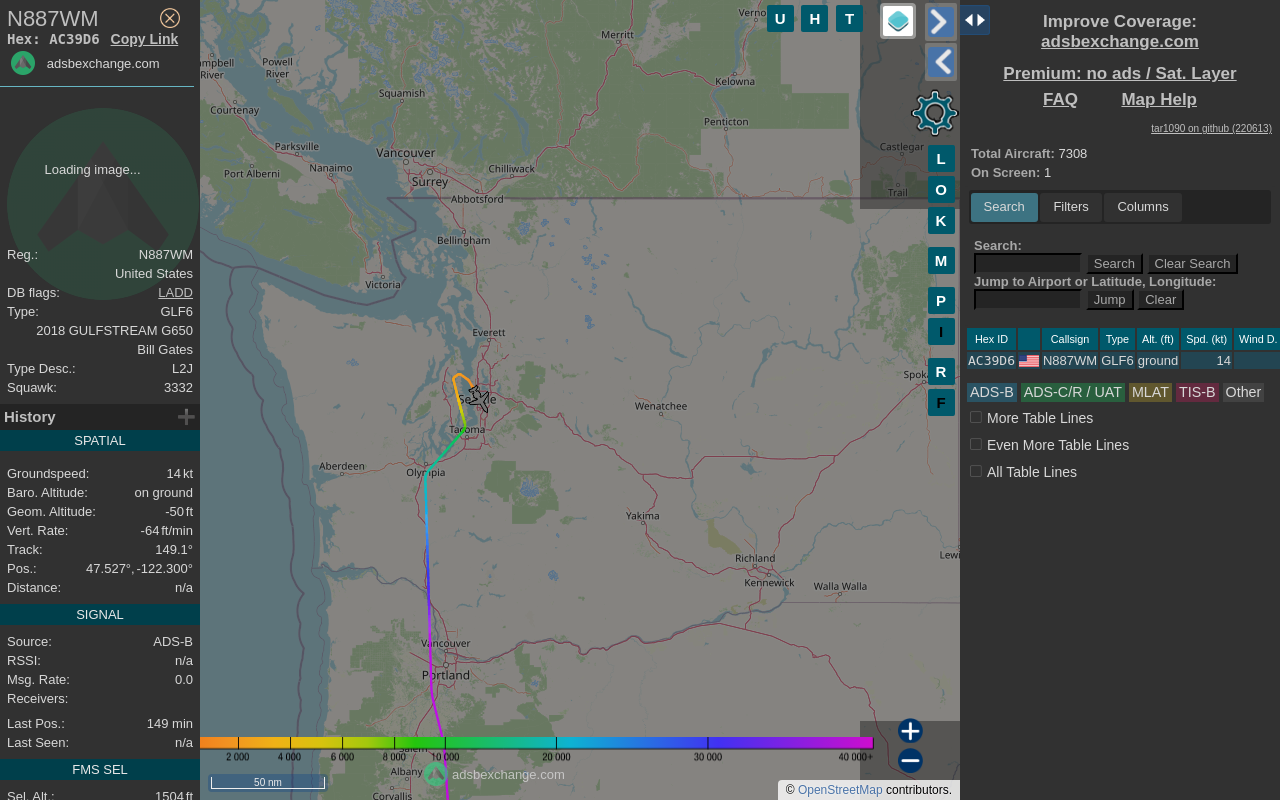 N887WM
Hex: AC39D6 Copy Link
adsbexchange.com
Loading image...
Reg.: N887WM
United States
DB flags: LADD
Type: GLF6
2018 GULFSTREAM G650
Bill Gates
Type Desc.: L2J
Squawk: 3332
History
SPATIAL
Groundspeed: 14 kt
Baro. Altitude: on ground
Geom. Altitude: -50 ft
Vert. Rate: -64 ft/min
Track: 149.1°
Pos.: 47.527°, -122.300°
Distance: n/a
SIGNAL
Source: ADS-B
RSSI: n/a
Msg. Rate: 0.0
Receivers:
Last Pos.: 149 min
Last Seen: n/a
FMS SEL
Sel. Alt.: 1504 ft
U H T
Merritt
Powell
River
River
Squamish
Kelowna
Courtenay
Penticton
Parksville
Vancouver
Nanaimo
Chilliwack
Castlegar
Port Alberni
Surrey
Abbotsford
Trail
Bellingham
Victoria
Everett
Wenatchee
Tacoma
Aberdeen
Olympia
Yakima
Richland
Kennewick
Walla Walla
Vancouver
Portland
Albany
Corvallis
L
O
K
M
P
I
R
F
2 000 4 000 6 000 8 000 10 000 20 000 30 000 40 000+
adsbexchange.com
50 nm
© OpenStreetMap contributors.
Improve Coverage:
adsbexchange.com
Premium: no ads / Sat. Layer
FAQ Map Help
tar1090 on github (220613)
Total Aircraft: 7308
On Screen: 1
Search Filters Columns
Search:
Search Clear Search
Jump to Airport or Latitude, Longitude:
Jump Clear
Hex ID Callsign Type Alt. (ft) Spd. (kt) Wind D.
AC39D6 N887WM GLF6 ground 14
ADS-B ADS-C/R / UAT MLAT TIS-B Other
More Table Lines
Even More Table Lines
All Table Lines